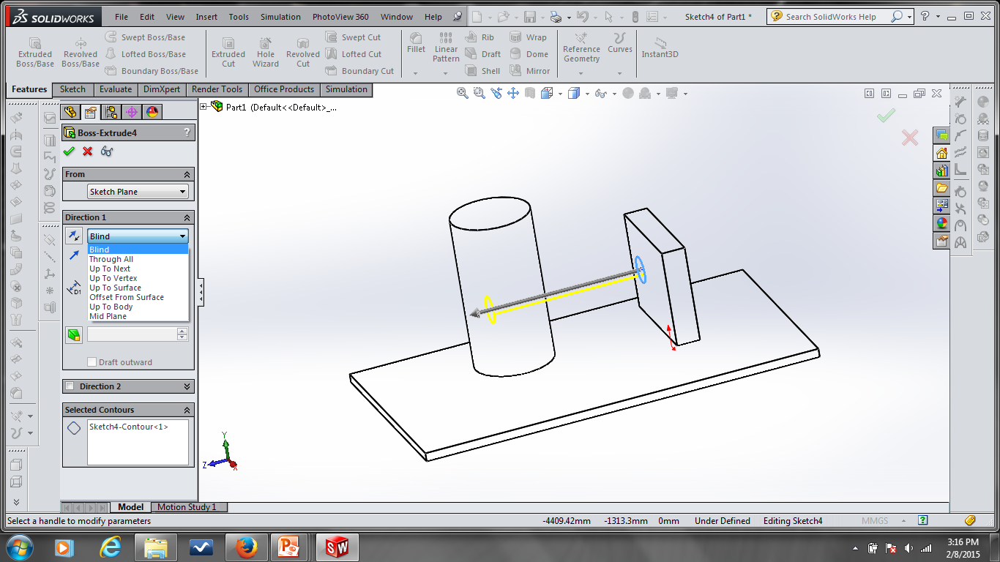 SOLIDWORKS File Edit View Insert Tools Simulation PhotoView 360 Window Help Sketch4 of Part1 * Search SolidWorks Help
Extruded Boss/Base
Revolved Boss/Base
Swept Boss/Base
Lofted Boss/Base
Boundary Boss/Base
Extruded Cut
Hole Wizard
Revolved Cut
Swept Cut
Lofted Cut
Boundary Cut
Fillet
Linear Pattern
Rib
Draft
Shell
Wrap
Dome
Mirror
Reference Geometry
Curves
Instant3D
Features Sketch Evaluate DimXpert Render Tools Office Products Simulation
Part1 (Default<<Default>_...
Boss-Extrude4 ?
From
Sketch Plane
Direction 1
Blind
Blind
Through All
Up To Next
Up To Vertex
Up To Surface
Offset From Surface
Up To Body
Mid Plane
D1
Draft outward
Direction 2
Selected Contours
Sketch4-Contour<1>
Y
Z
X
Model Motion Study 1
Select a handle to modify parameters -4409.42mm -1313.3mm 0mm Under Defined Editing Sketch4 MMGS ?
3:16 PM
2/8/2015